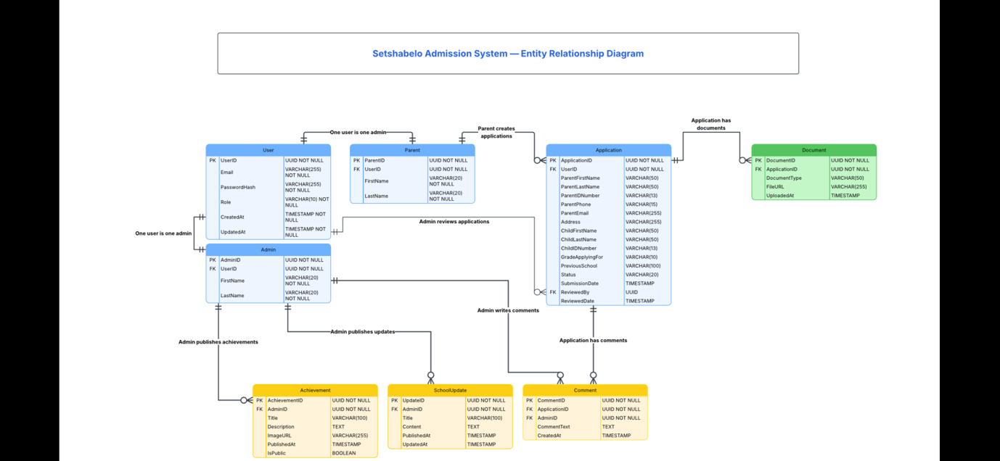 Setshabelo Admission System — Entity Relationship Diagram
Application has
documents
One user is one admin
Parent creates
applications
User
PK UserID UUID NOT NULL
Email VARCHAR(255)
NOT NULL
PasswordHash VARCHAR(255)
NOT NULL
Role VARCHAR(10) NOT
NULL
CreatedAt TIMESTAMP NOT
NULL
UpdatedAt TIMESTAMP NOT
NULL
Parent
PK ParentID UUID NOT NULL
FK UserID UUID NOT NULL
FirstName VARCHAR(20)
NOT NULL
LastName VARCHAR(20)
NOT NULL
Application
PK ApplicationID UUID NOT NULL
FK UserID UUID NOT NULL
ParentFirstName VARCHAR(50)
ParentLastName VARCHAR(50)
ParentIDNumber VARCHAR(13)
ParentPhone VARCHAR(15)
ParentEmail VARCHAR(255)
Address VARCHAR(255)
ChildFirstName VARCHAR(50)
ChildLastName VARCHAR(50)
ChildIDNumber VARCHAR(13)
GradeApplyingFor VARCHAR(10)
PreviousSchool VARCHAR(100)
Status VARCHAR(20)
SubmissionDate TIMESTAMP
FK ReviewedBy UUID
ReviewedDate TIMESTAMP
Document
PK DocumentID UUID NOT NULL
FK ApplicationID UUID NOT NULL
DocumentType VARCHAR(50)
FileURL VARCHAR(255)
UploadedAt TIMESTAMP
Admin reviews applications
One user is one admin
Admin
PK AdminID UUID NOT NULL
FK UserID UUID NOT NULL
FirstName VARCHAR(20)
NOT NULL
LastName VARCHAR(20)
NOT NULL
Admin writes comments
Admin publishes updates
Admin publishes achievements
Application has comments
Achievement
PK AchievementID UUID NOT NULL
FK AdminID UUID NOT NULL
Title VARCHAR(100)
Description TEXT
ImageURL VARCHAR(255)
PublishedAt TIMESTAMP
IsPublic BOOLEAN
SchoolUpdate
PK UpdateID UUID NOT NULL
FK AdminID UUID NOT NULL
Title VARCHAR(100)
Content TEXT
PublishedAt TIMESTAMP
UpdatedAt TIMESTAMP
Comment
PK CommentID UUID NOT NULL
FK ApplicationID UUID NOT NULL
FK AdminID UUID NOT NULL
CommentText TEXT
CreatedAt TIMESTAMP